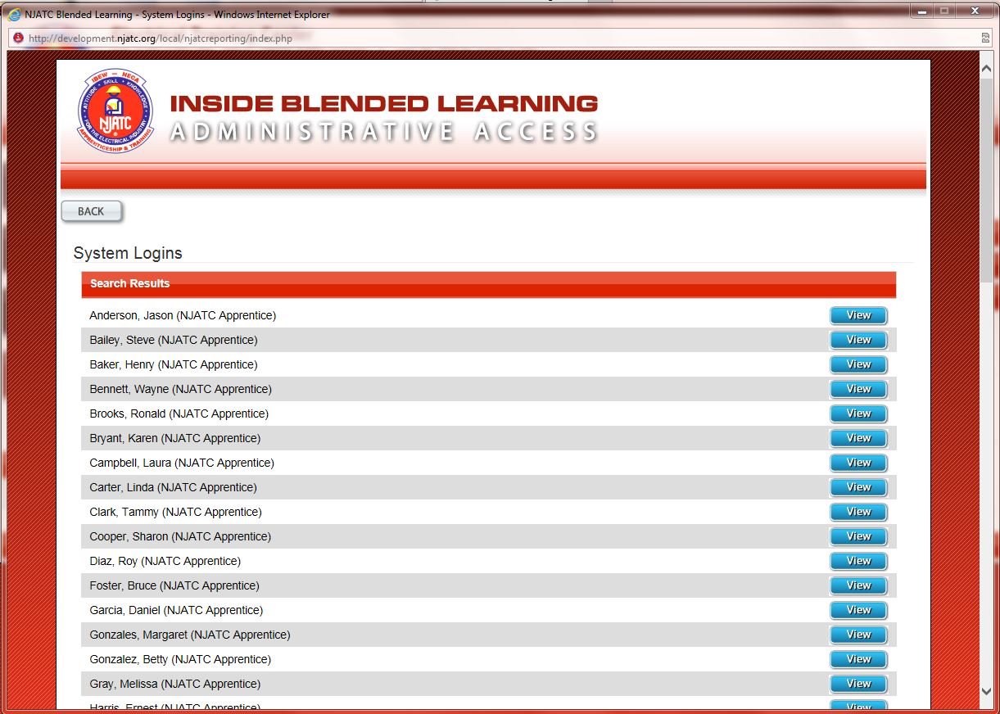 NJATC Blended Learning - System Logins - Windows Internet Explorer
http://development.njatc.org/local/njatcreporting/index.php
IBEW - NECA
ATTITUDE • SKILL • KNOWLEDGE
NJATC
FOR THE ELECTRICAL INDUSTRY
APPRENTICESHIP & TRAINING
INSIDE BLENDED LEARNING
ADMINISTRATIVE ACCESS
BACK
System Logins
Search Results
Anderson, Jason (NJATC Apprentice) View
Bailey, Steve (NJATC Apprentice) View
Baker, Henry (NJATC Apprentice) View
Bennett, Wayne (NJATC Apprentice) View
Brooks, Ronald (NJATC Apprentice) View
Bryant, Karen (NJATC Apprentice) View
Campbell, Laura (NJATC Apprentice) View
Carter, Linda (NJATC Apprentice) View
Clark, Tammy (NJATC Apprentice) View
Cooper, Sharon (NJATC Apprentice) View
Diaz, Roy (NJATC Apprentice) View
Foster, Bruce (NJATC Apprentice) View
Garcia, Daniel (NJATC Apprentice) View
Gonzales, Margaret (NJATC Apprentice) View
Gonzalez, Betty (NJATC Apprentice) View
Gray, Melissa (NJATC Apprentice) View
Harris, Ernest (NJATC Apprentice) View